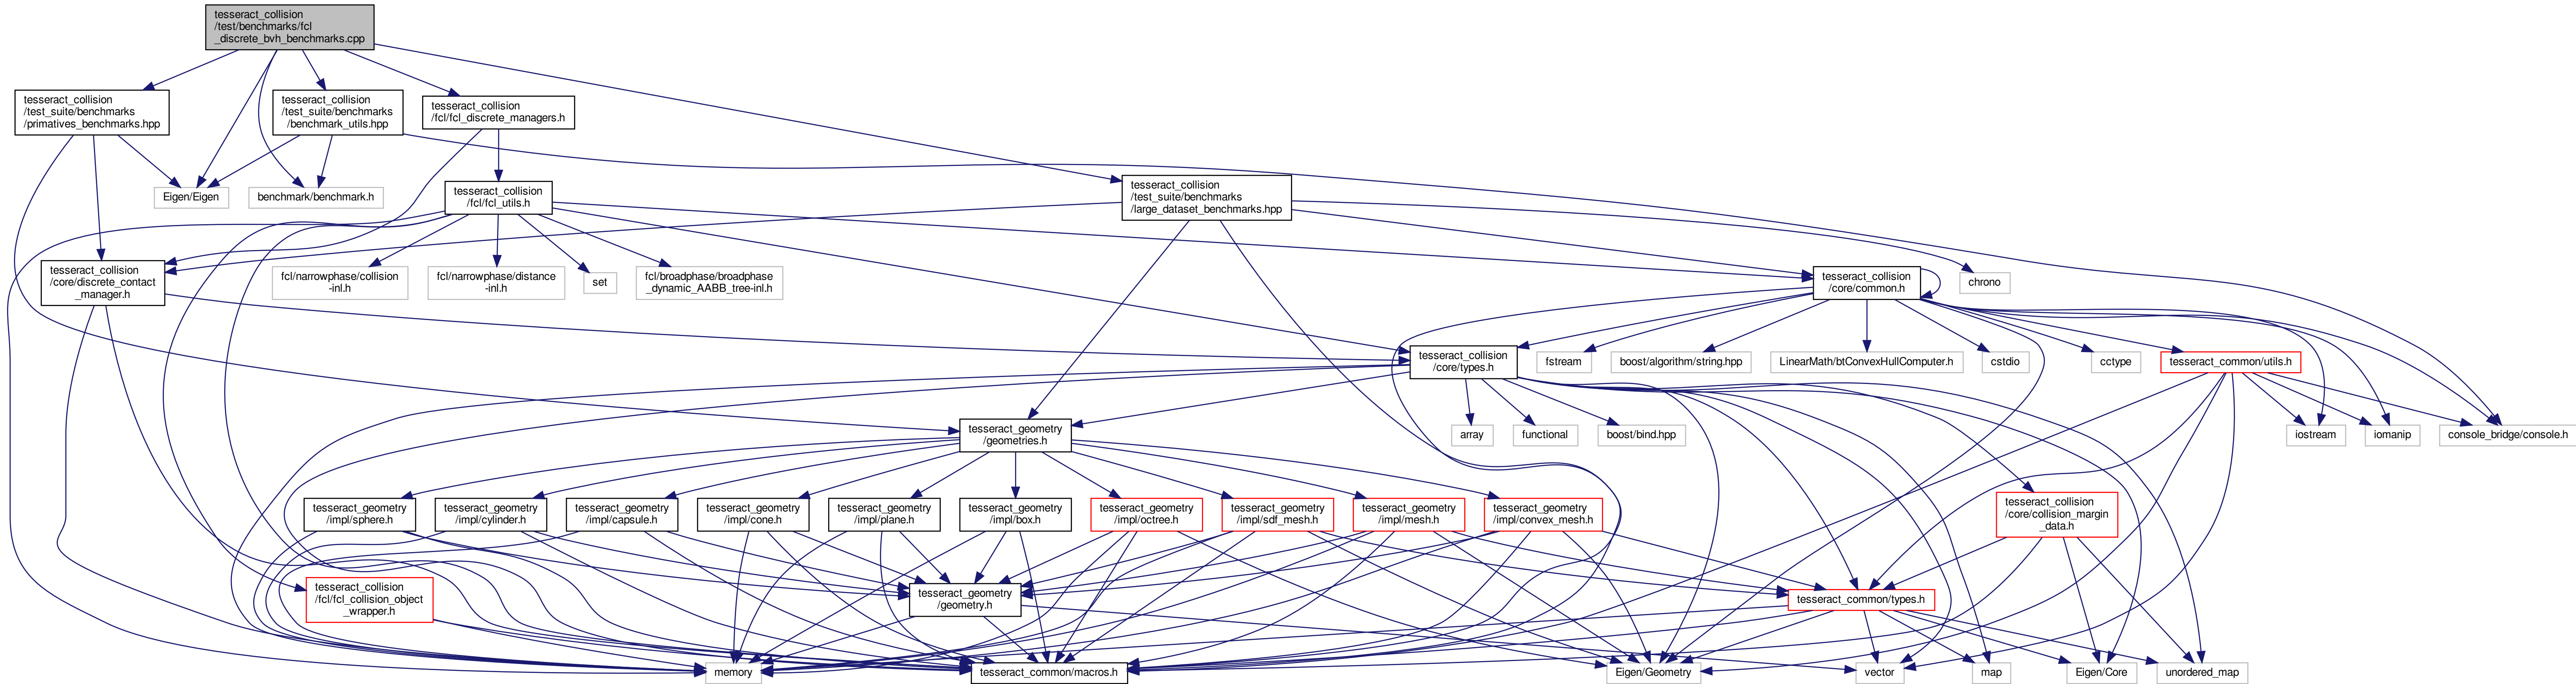 tesseract_collision
/test/benchmarks/fcl
_discrete_bvh_benchmarks.cpp
tesseract_collision
/test_suite/benchmarks
/primatives_benchmarks.hpp
tesseract_collision
/test_suite/benchmarks
/benchmark_utils.hpp
tesseract_collision
/fcl/fcl_discrete_managers.h
Eigen/Eigen
benchmark/benchmark.h
tesseract_collision
/fcl/fcl_utils.h
tesseract_collision
/test_suite/benchmarks
/large_dataset_benchmarks.hpp
tesseract_collision
/core/discrete_contact
_manager.h
fcl/narrowphase/collision
-inl.h
fcl/narrowphase/distance
-inl.h
set
fcl/broadphase/broadphase
_dynamic_AABB_tree-inl.h
tesseract_collision
/core/common.h
chrono
tesseract_collision
/core/types.h
fstream
boost/algorithm/string.hpp
LinearMath/btConvexHullComputer.h
cstdio
cctype
tesseract_common/utils.h
tesseract_geometry
/geometries.h
array
functional
boost/bind.hpp
iostream
iomanip
console_bridge/console.h
tesseract_geometry
/impl/sphere.h
tesseract_geometry
/impl/cylinder.h
tesseract_geometry
/impl/capsule.h
tesseract_geometry
/impl/cone.h
tesseract_geometry
/impl/plane.h
tesseract_geometry
/impl/box.h
tesseract_geometry
/impl/octree.h
tesseract_geometry
/impl/sdf_mesh.h
tesseract_geometry
/impl/mesh.h
tesseract_geometry
/impl/convex_mesh.h
tesseract_collision
/core/collision_margin
_data.h
tesseract_collision
/fcl/fcl_collision_object
_wrapper.h
tesseract_geometry
/geometry.h
tesseract_common/types.h
memory
tesseract_common/macros.h
Eigen/Geometry
vector
map
Eigen/Core
unordered_map